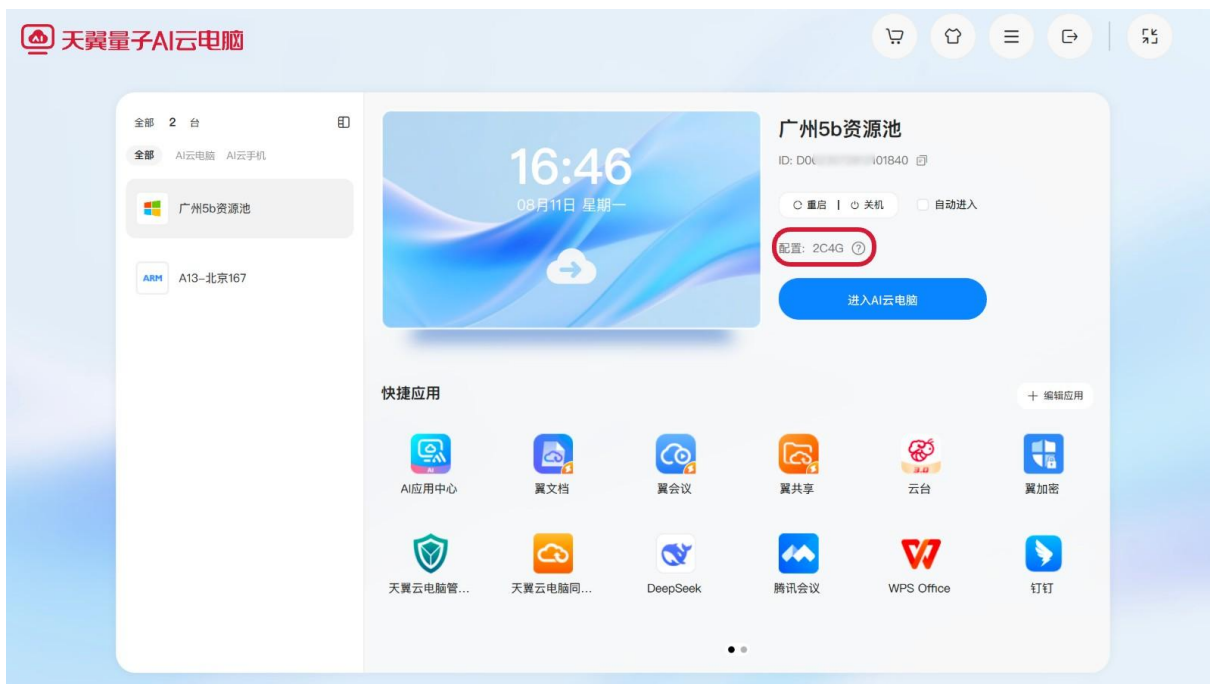 天翼量子AI云电脑
全部 2 台
全部 AI云电脑 AI云手机
广州5b资源池
ARM A13-北京167
16:46
08月11日 星期一
广州5b资源池
ID: D0 01840
重启 | 关机 自动进入
配置: 2C4G ?
进入AI云电脑
快捷应用
+ 编辑应用
AI应用中心 翼文档 翼会议 翼共享 云台 翼加密
天翼云电脑管... 天翼云电脑同... DeepSeek 腾讯会议 WPS Office 钉钉